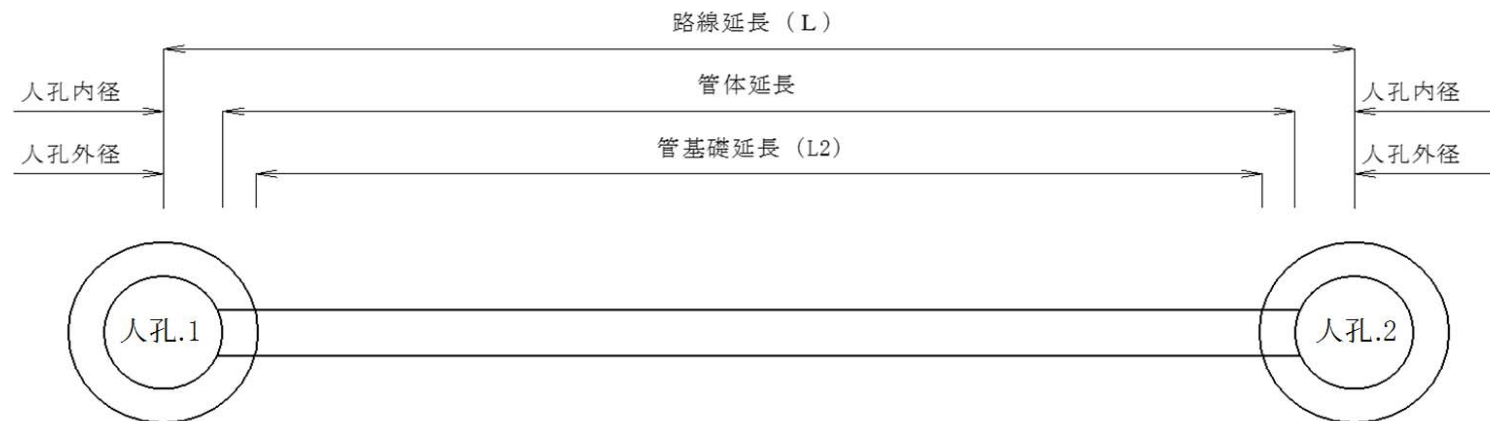 路線延長（L）
人孔内径
管体延長
人孔内径
人孔外径
管基礎延長（L2）
人孔外径
人孔.1
人孔.2